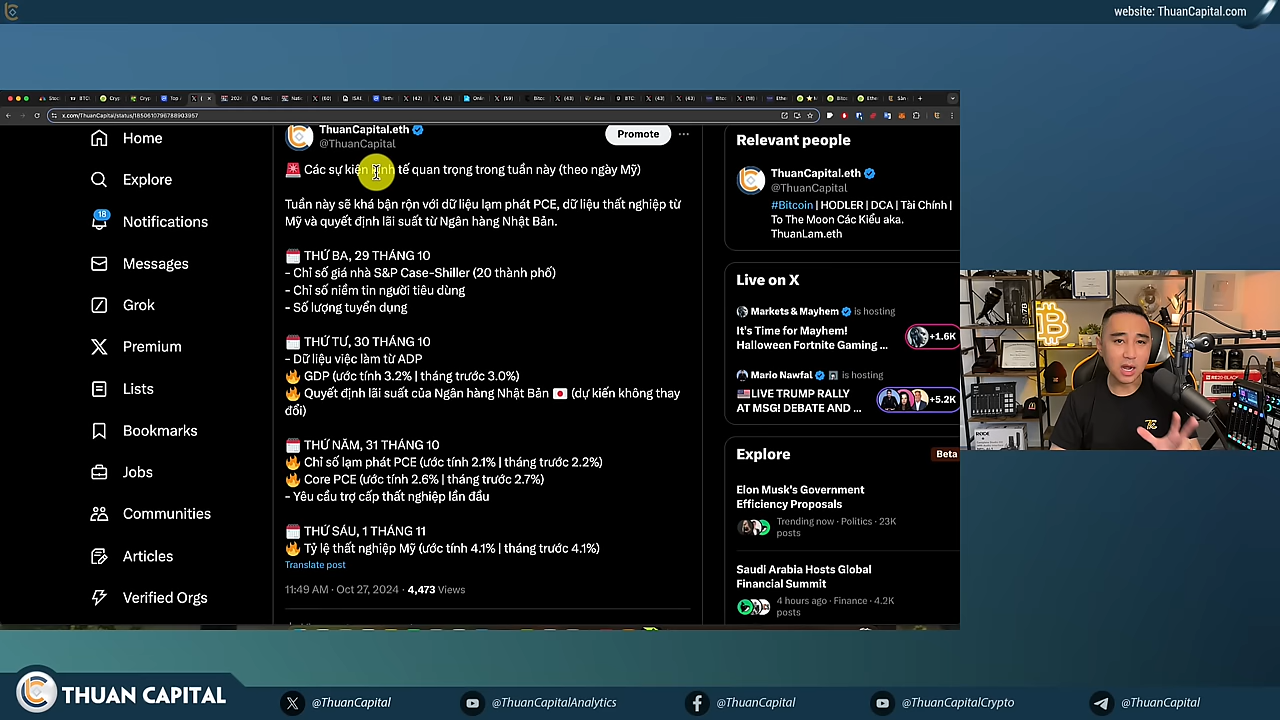 website: ThuanCapital.com
x.com/ThuanCapital/status/1850610796788903957
Home
Explore
18
Notifications
Messages
Grok
Premium
Lists
Bookmarks
Jobs
Communities
Articles
Verified Orgs
ThuanCapital.eth
@ThuanCapital
Promote
🚨 Các sự kiện kinh tế quan trọng trong tuần này (theo ngày Mỹ)
Tuần này sẽ khá bận rộn với dữ liệu lạm phát PCE, dữ liệu thất nghiệp từ
Mỹ và quyết định lãi suất từ Ngân hàng Nhật Bản.
🗓️ THỨ BA, 29 THÁNG 10
- Chỉ số giá nhà S&P Case-Shiller (20 thành phố)
- Chỉ số niềm tin người tiêu dùng
- Số lượng tuyển dụng
🗓️ THỨ TƯ, 30 THÁNG 10
- Dữ liệu việc làm từ ADP
🔥 GDP (ước tính 3.2% | tháng trước 3.0%)
🔥 Quyết định lãi suất của Ngân hàng Nhật Bản 🇯🇵 (dự kiến không thay
đổi)
🗓️ THỨ NĂM, 31 THÁNG 10
🔥 Chỉ số lạm phát PCE (ước tính 2.1% | tháng trước 2.2%)
🔥 Core PCE (ước tính 2.6% | tháng trước 2.7%)
- Yêu cầu trợ cấp thất nghiệp lần đầu
🗓️ THỨ SÁU, 1 THÁNG 11
🔥 Tỷ lệ thất nghiệp Mỹ (ước tính 4.1% | tháng trước 4.1%)
Translate post
11:49 AM · Oct 27, 2024 · 4,473 Views
Relevant people
ThuanCapital.eth
@ThuanCapital
#Bitcoin | HODLER | DCA | Tài Chính |
To The Moon Các Kiểu aka.
ThuanLam.eth
Live on X
Markets & Mayhem is hosting
It's Time for Mayhem!
Halloween Fortnite Gaming ...
+1.6K
Mario Nawfal is hosting
🇺🇸LIVE TRUMP RALLY
AT MSG! DEBATE AND ...
+5.2K
Explore
Beta
Elon Musk's Government
Efficiency Proposals
Trending now · Politics · 23K
posts
Saudi Arabia Hosts Global
Financial Summit
4 hours ago · Finance · 4.2K
posts
THUAN CAPITAL
@ThuanCapital
@ThuanCapitalAnalytics
@ThuanCapital
@ThuanCapitalCrypto
@ThuanCapital